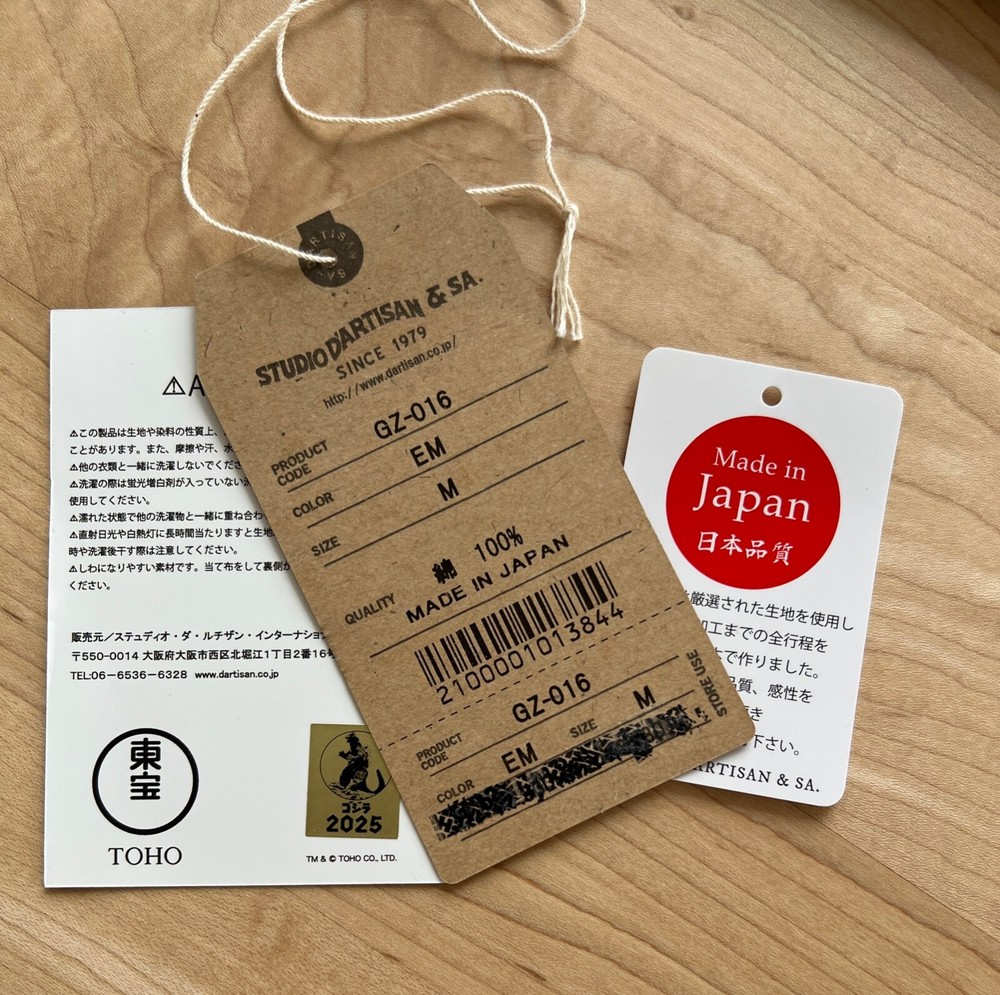 ⚠A
⚠この製品は生地や染料の性質上、
ことがあります。また、摩擦や汗、水
⚠他の衣類と一緒に洗濯しないでくださ
⚠洗濯の際は蛍光増白剤が入っていない
使用してください。
⚠濡れた状態で他の洗濯物と一緒に重ね合わ
⚠直射日光や白熱灯に長時間当たりますと生地
時や洗濯後干す際は注意してください。
⚠しわになりやすい素材です。当て布をして裏側か
ください。
販売元/ステュディオ・ダ・ルチザン・インターナショ
〒550-0014 大阪府大阪市西区北堀江1丁目2番16
TEL:06-6536-6328 www.dartisan.co.jp
東宝
TOHO
ゴジラ
2025
TM & © TOHO CO., LTD.
STUDIO D'ARTISAN & SA.
SINCE 1979
http://www.dartisan.co.jp/
PRODUCT CODE GZ-016
COLOR EM
SIZE M
QUALITY 綿 100%
MADE IN JAPAN
2100001013844
STORE USE
PRODUCT CODE GZ-016
COLOR EM SIZE M
Made in
Japan
日本品質
厳選された生地を使用し
加工までの全行程を
で作りました。
品質、感性を
き
下さい。
ARTISAN & SA.